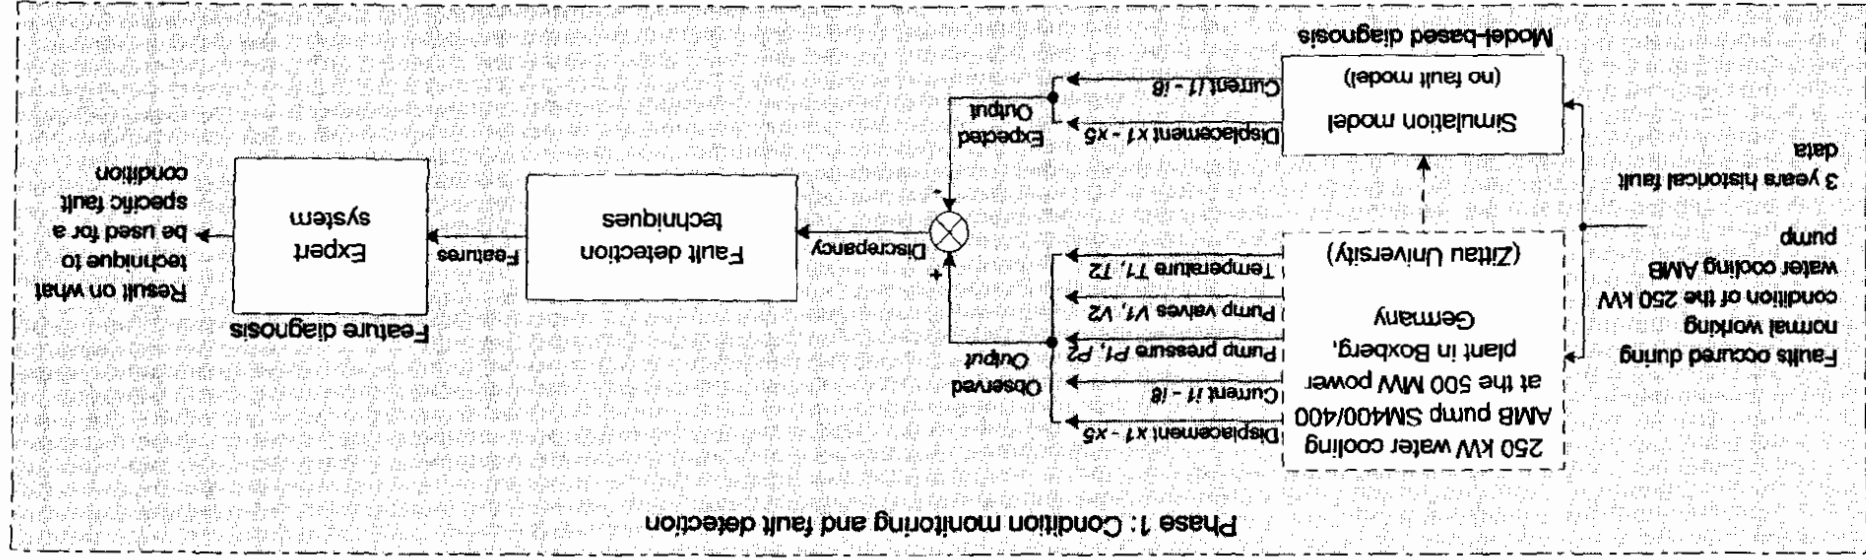 Phase 1: Condition monitoring and fault detection
Faults occured during
normal working
condition of the 250 kW
water cooling AMB
pump
3 years historical fault
data
250 kW water cooling
AMB pump SM400/400
at the 500 MW power
plant in Boxberg,
Germany
(Zittau University)
Displacement x1 - x5
Current i1 - i8
Pump pressure P1, P2
Pump valves V1, V2
Temperature T1, T2
Observed
Output
+
-
Simulation model
(no fault model)
Model-based diagnosis
Displacement x1 - x5
Current i1 - i8
Expected
Output
Discrepancy
Fault detection
techniques
Features
Feature diagnosis
Expert
system
Result on what
technique to
be used for a
specific fault
condition